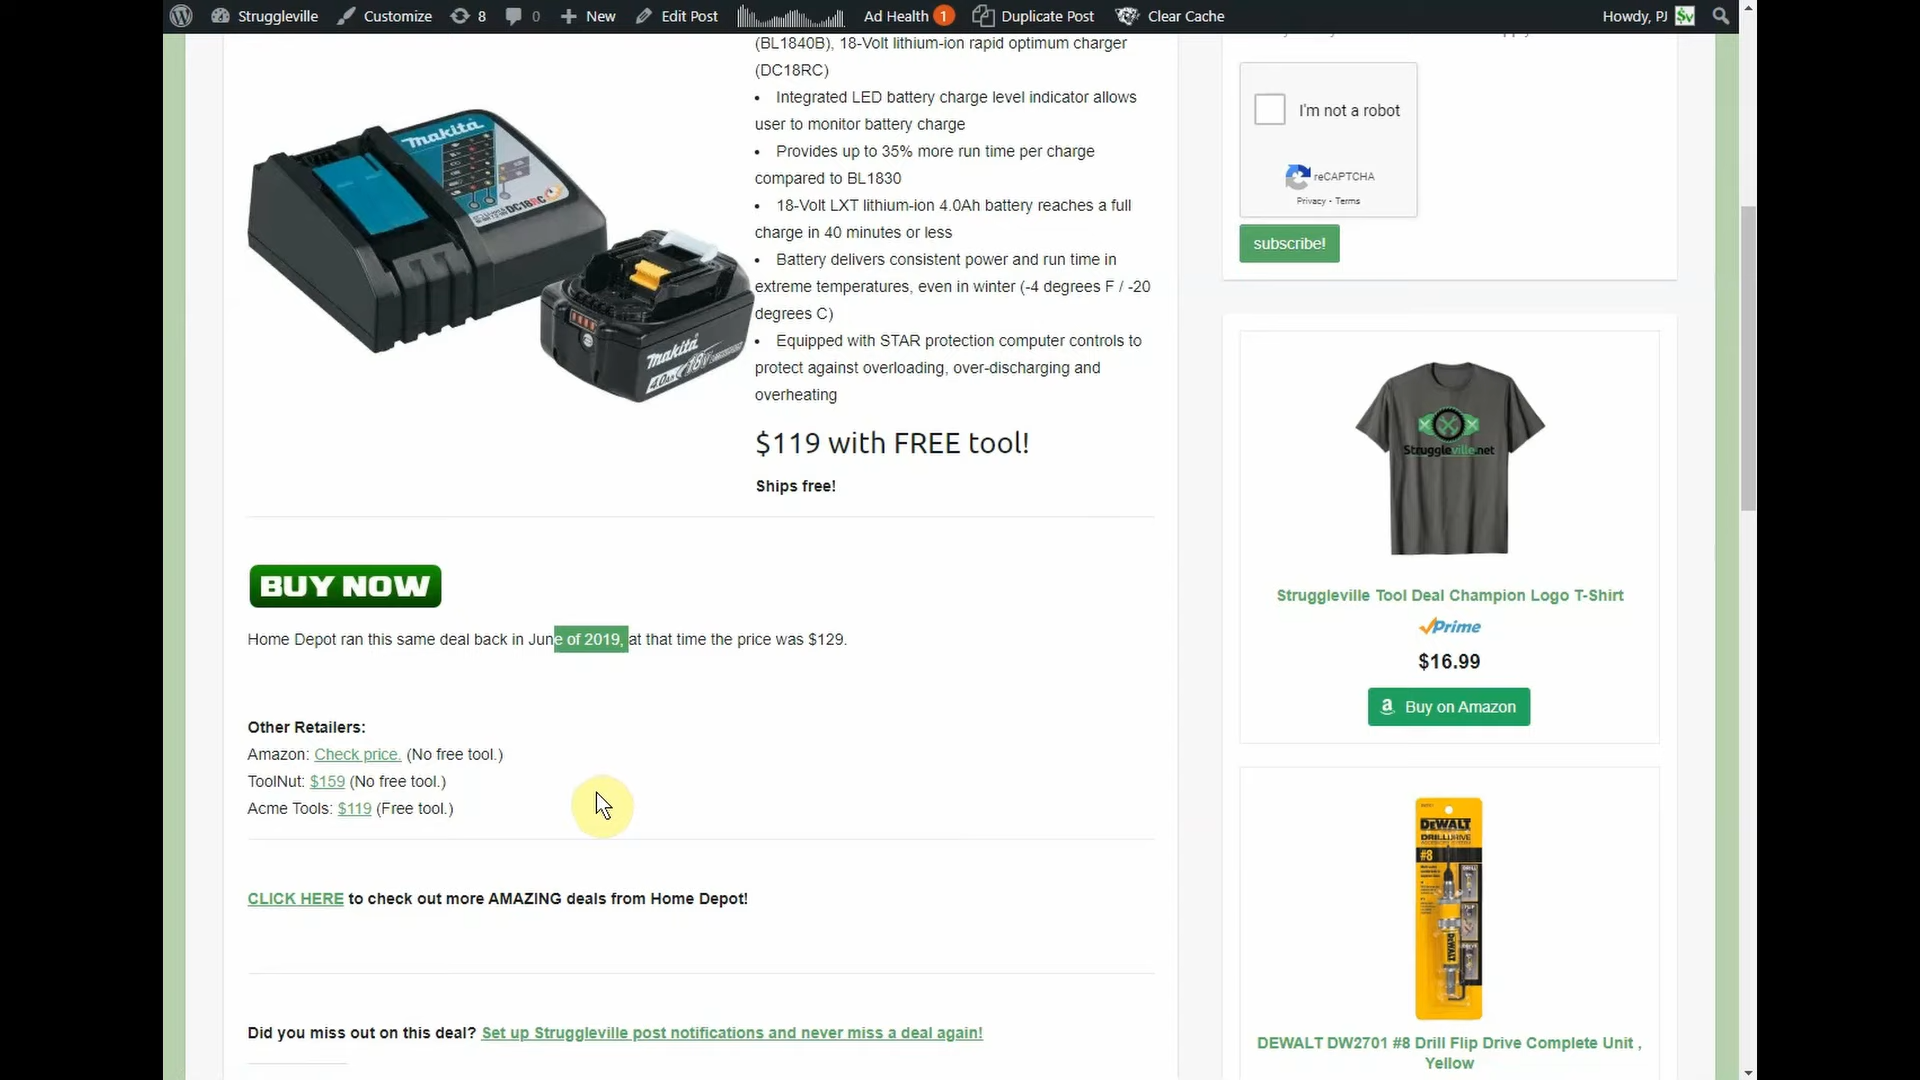 Struggleville Customize 8 0 New Edit Post Ad Health 1 Duplicate Post Clear Cache Howdy, PJ
(BL1840B), 18-Volt lithium-ion rapid optimum charger
(DC18RC)
• Integrated LED battery charge level indicator allows
user to monitor battery charge
• Provides up to 35% more run time per charge
compared to BL1830
• 18-Volt LXT lithium-ion 4.0Ah battery reaches a full
charge in 40 minutes or less
• Battery delivers consistent power and run time in
extreme temperatures, even in winter (-4 degrees F / -20
degrees C)
• Equipped with STAR protection computer controls to
protect against overloading, over-discharging and
overheating
makita
DC18RC
makita 18V
4.0Ah
$119 with FREE tool!
Ships free!
BUY NOW
Home Depot ran this same deal back in June of 2019, at that time the price was $129.
Other Retailers:
Amazon: Check price. (No free tool.)
ToolNut: $159 (No free tool.)
Acme Tools: $119 (Free tool.)
CLICK HERE to check out more AMAZING deals from Home Depot!
Did you miss out on this deal? Set up Struggleville post notifications and never miss a deal again!
I'm not a robot
reCAPTCHA
Privacy - Terms
subscribe!
Struggleville.net
Struggleville Tool Deal Champion Logo T-Shirt
Prime
$16.99
a Buy on Amazon
DEWALT
#8
DEWALT DW2701 #8 Drill Flip Drive Complete Unit ,
Yellow